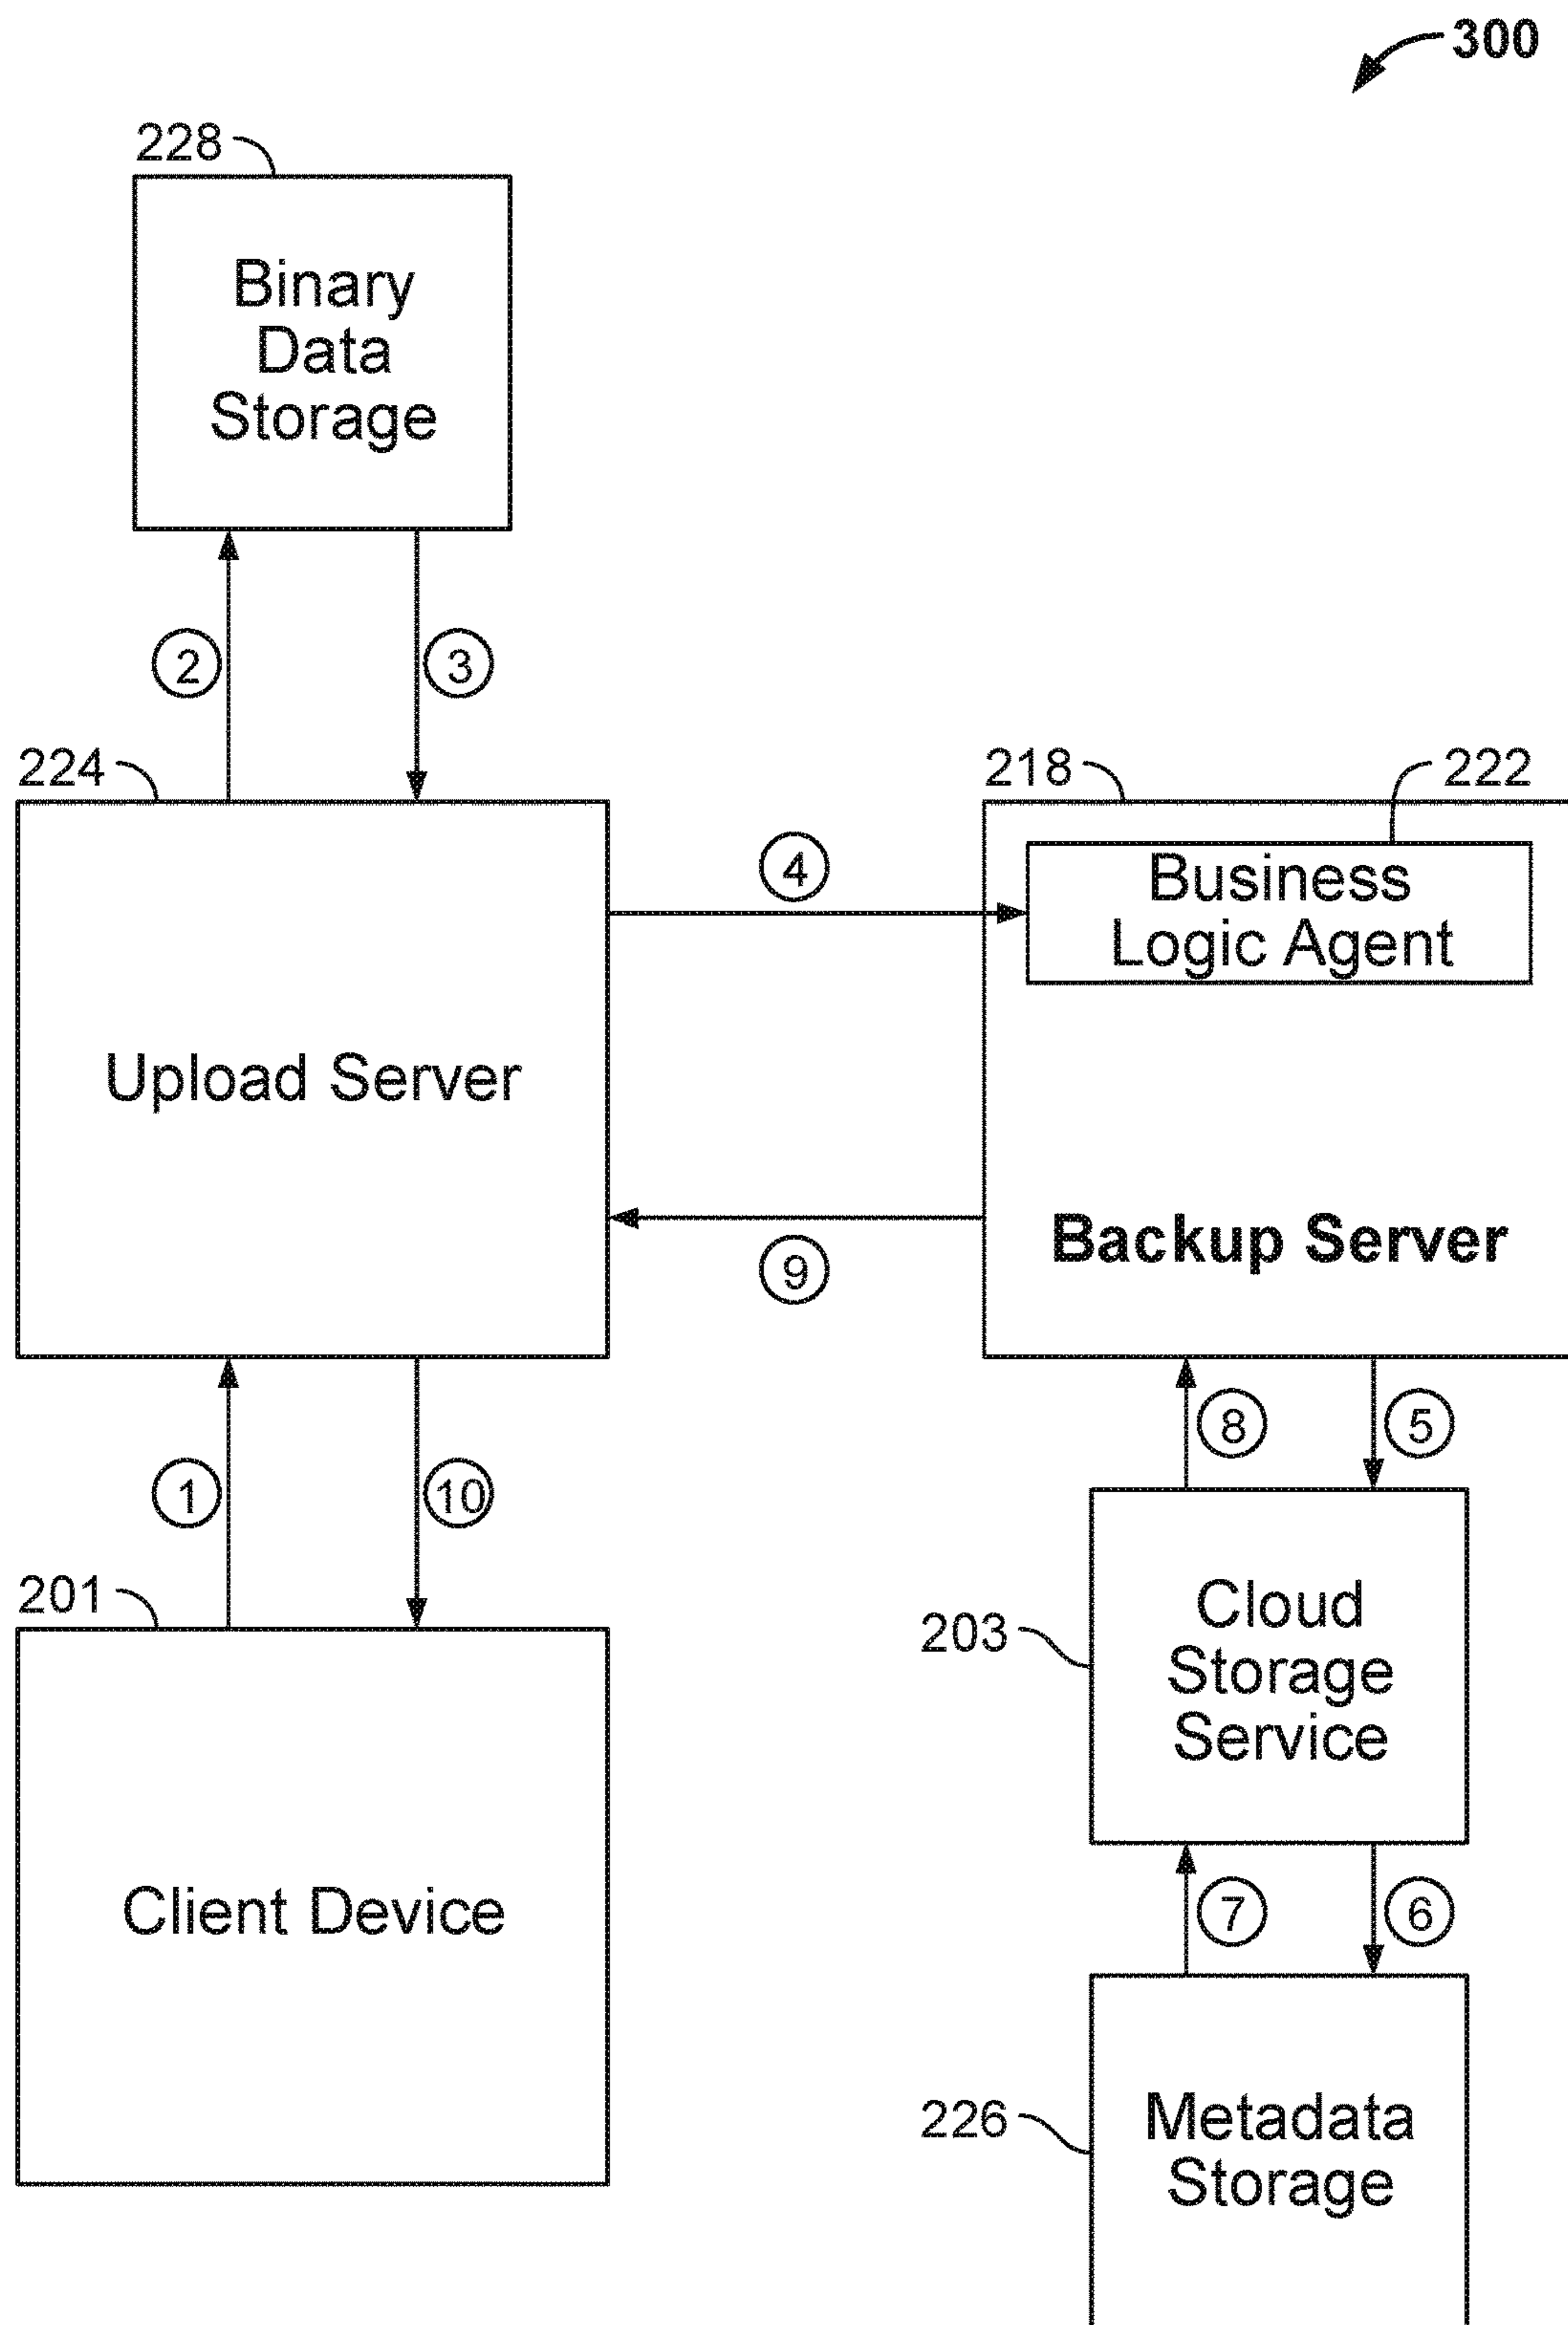 300
228
Binary
Data
Storage
2
3
224
218
222
4
Business
Logic Agent
Upload Server
Backup Server
9
8
5
1
10
201
203
Cloud
Storage
Service
Client Device
7
6
226
Metadata
Storage